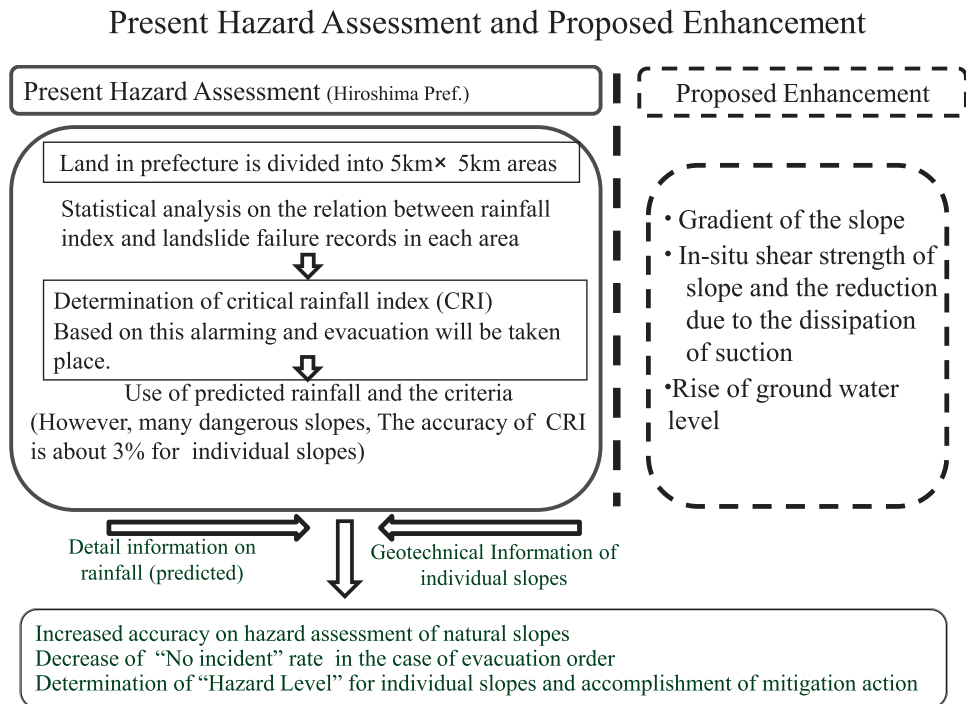 Present Hazard Assessment and Proposed Enhancement
Present Hazard Assessment (Hiroshima Pref.)
Land in prefecture is divided into 5km× 5km areas
Statistical analysis on the relation between rainfall
index and landslide failure records in each area
Determination of critical rainfall index (CRI)
Based on this alarming and evacuation will be taken
place.
Use of predicted rainfall and the criteria
(However, many dangerous slopes, The accuracy of CRI
is about 3% for individual slopes)
Proposed Enhancement
・Gradient of the slope
・In-situ shear strength of
slope and the reduction
due to the dissipation
of suction
・Rise of ground water
level
Detail information on
rainfall (predicted)
Geotechnical Information of
individual slopes
Increased accuracy on hazard assessment of natural slopes
Decrease of “No incident” rate in the case of evacuation order
Determination of “Hazard Level” for individual slopes and accomplishment of mitigation action